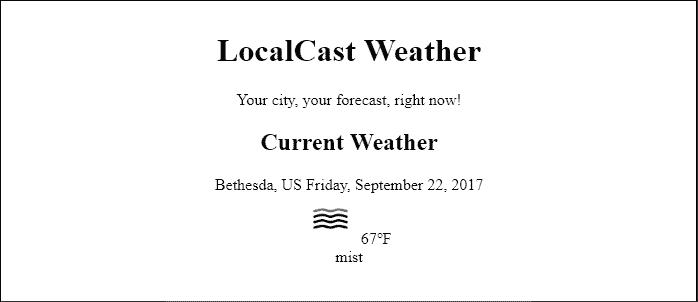 LocalCast Weather
Your city, your forecast, right now!
Current Weather
Bethesda, US Friday, September 22, 2017
67℉
mist